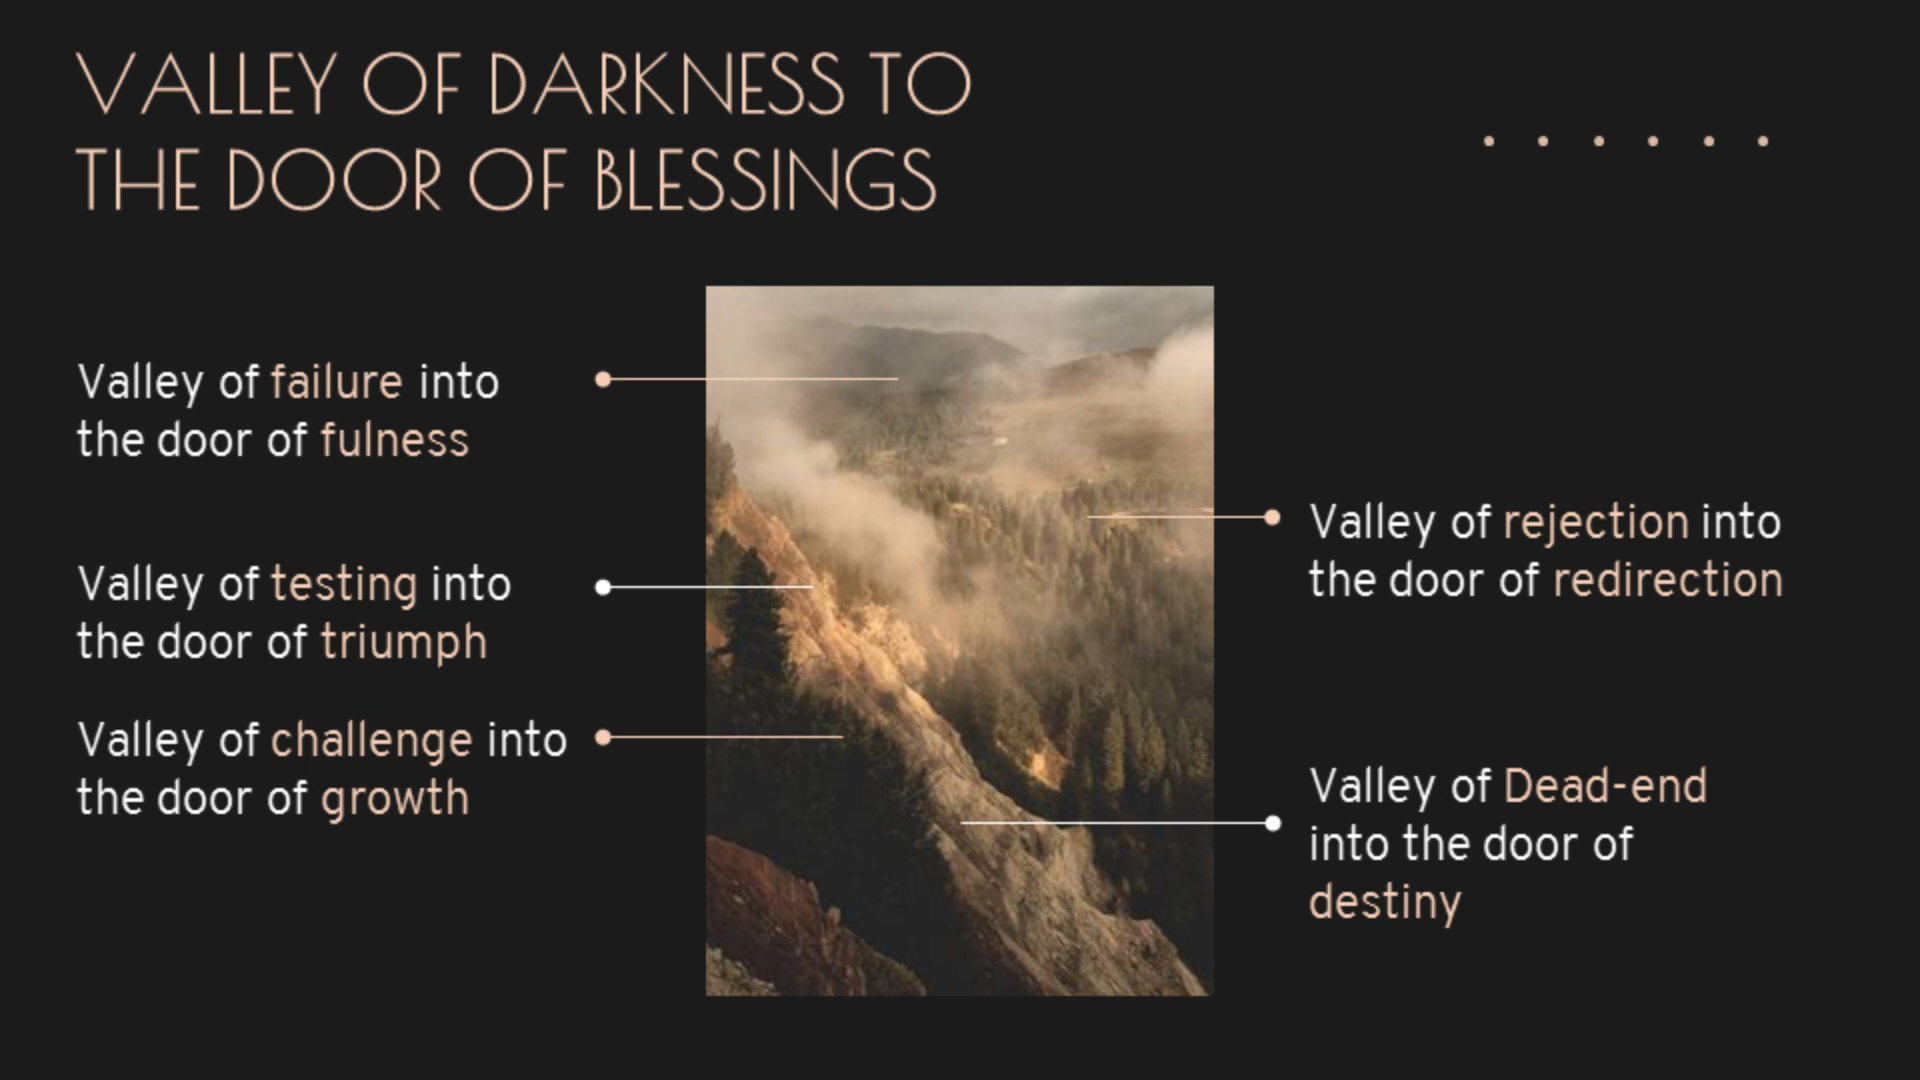 VALLEY OF DARKNESS TO
THE DOOR OF BLESSINGS
Valley of failure into
the door of fulness
Valley of testing into
the door of triumph
Valley of challenge into
the door of growth
Valley of rejection into
the door of redirection
Valley of Dead-end
into the door of
destiny